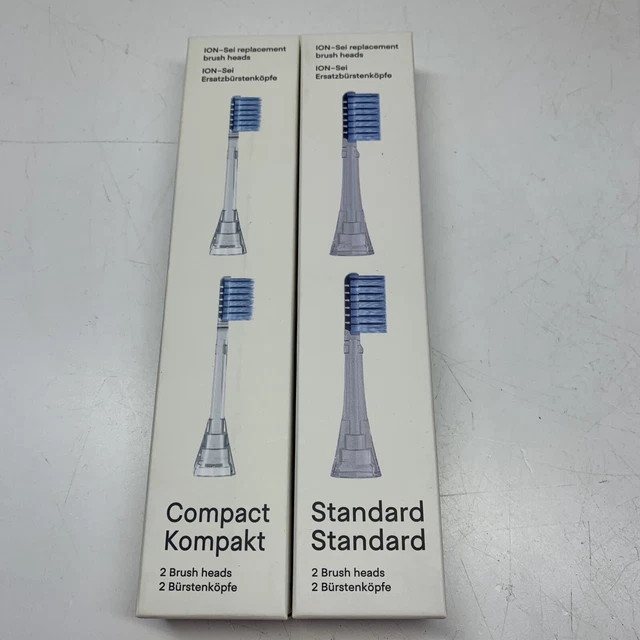 ION-Sei replacement
brush heads
ION-Sei
Ersatzbürstenköpfe
Compact
Kompakt
2 Brush heads
2 Bürstenköpfe
ION-Sei replacement
brush heads
ION-Sei
Ersatzbürstenköpfe
Standard
Standard
2 Brush heads
2 Bürstenköpfe